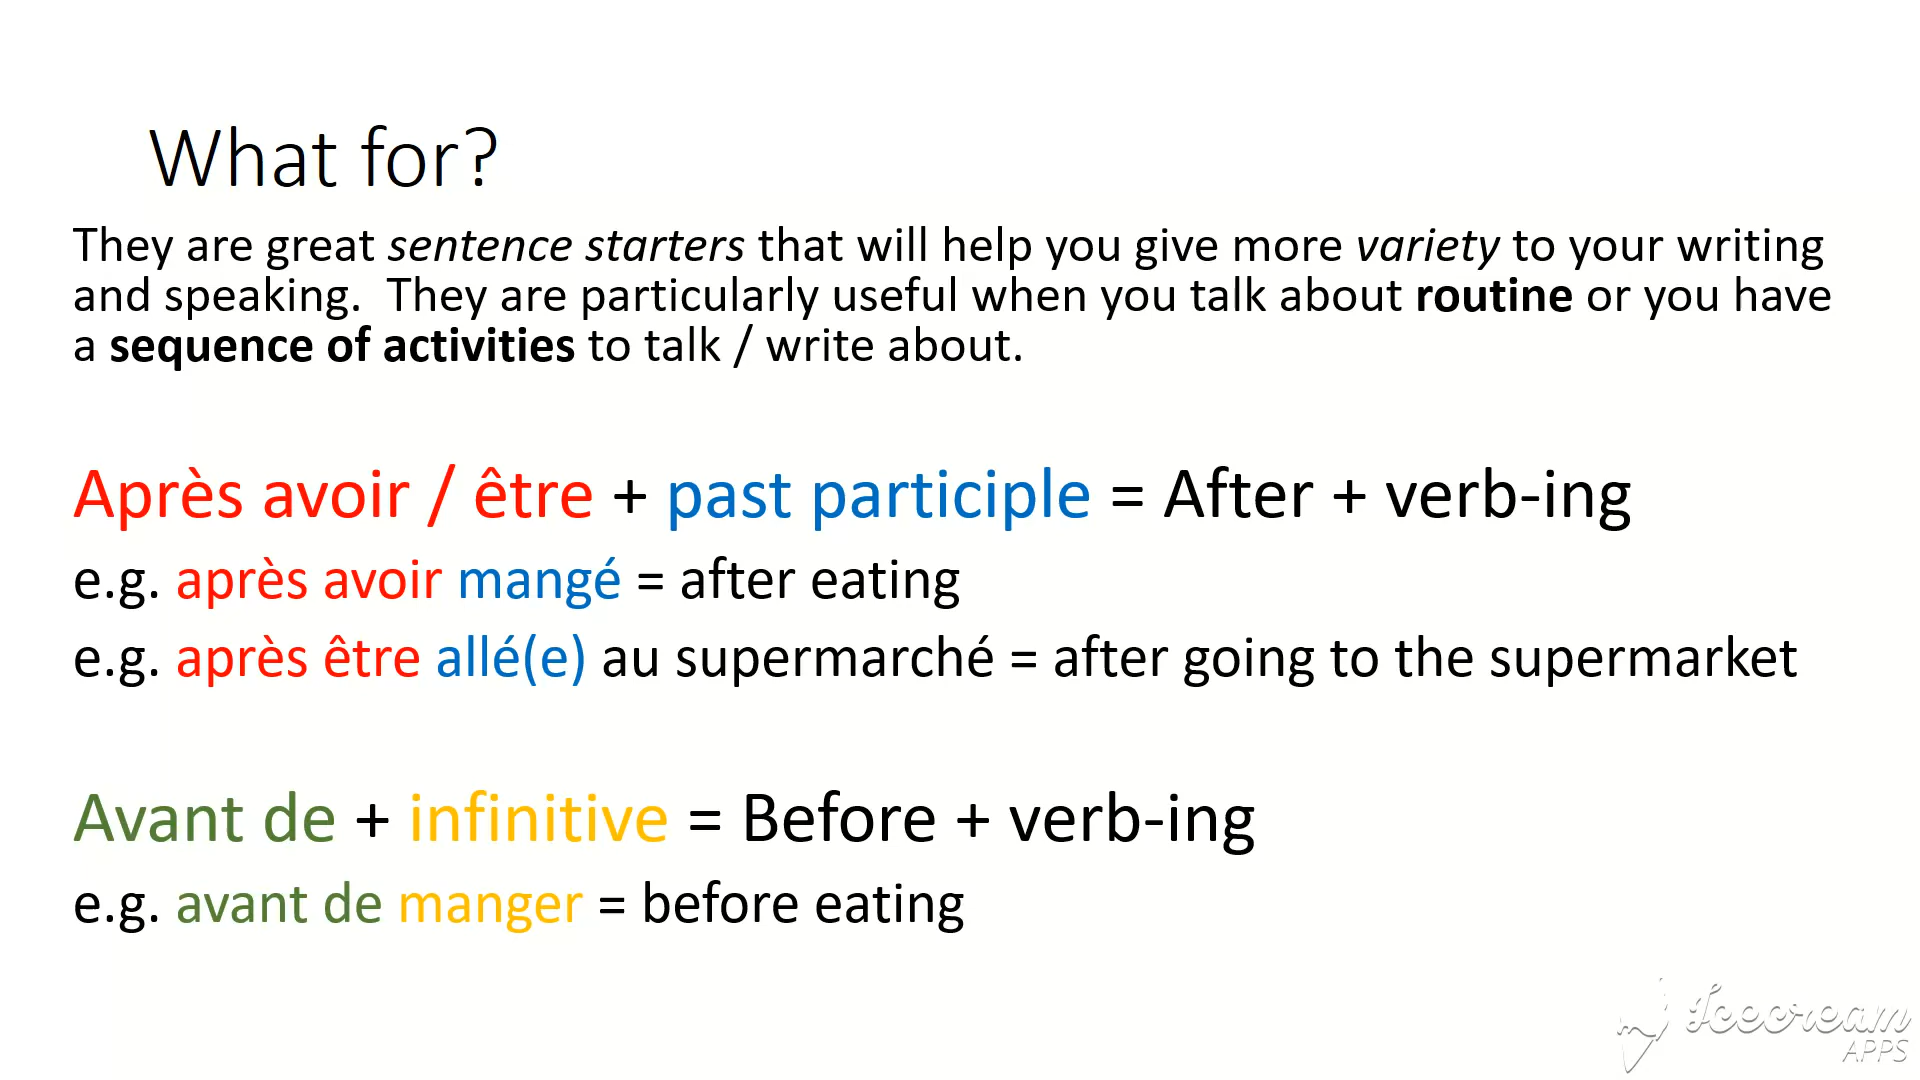 What for?
They are great sentence starters that will help you give more variety to your writing
and speaking.  They are particularly useful when you talk about routine or you have
a sequence of activities to talk / write about.
Après avoir / être + past participle = After + verb-ing
e.g. après avoir mangé = after eating
e.g. après être allé(e) au supermarché = after going to the supermarket
Avant de + infinitive = Before + verb-ing
e.g. avant de manger = before eating
Icecream
APPS